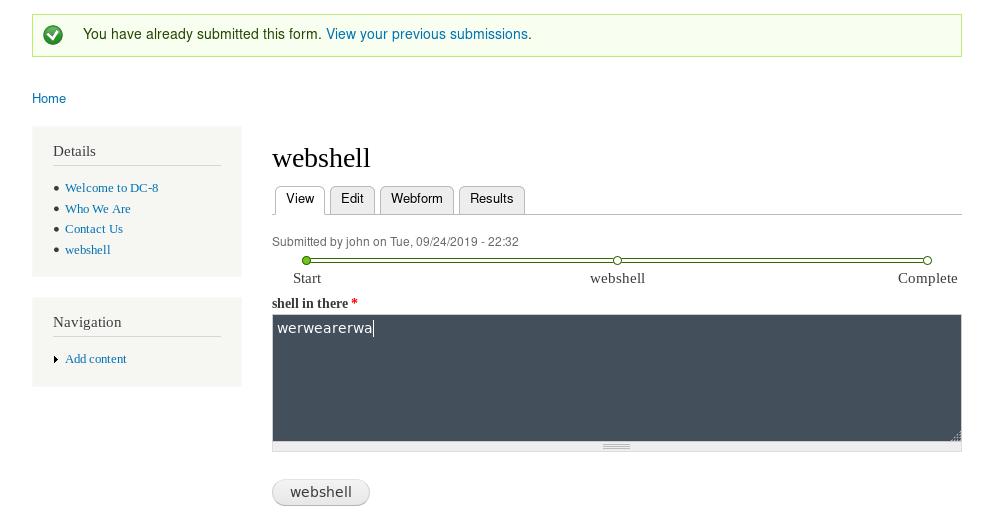 You have already submitted this form. View your previous submissions.
Home
Details
Welcome to DC-8
Who We Are
Contact Us
webshell
Navigation
Add content
webshell
View Edit Webform Results
Submitted by john on Tue, 09/24/2019 - 22:32
Start webshell Complete
shell in there *
werwearerwa
webshell